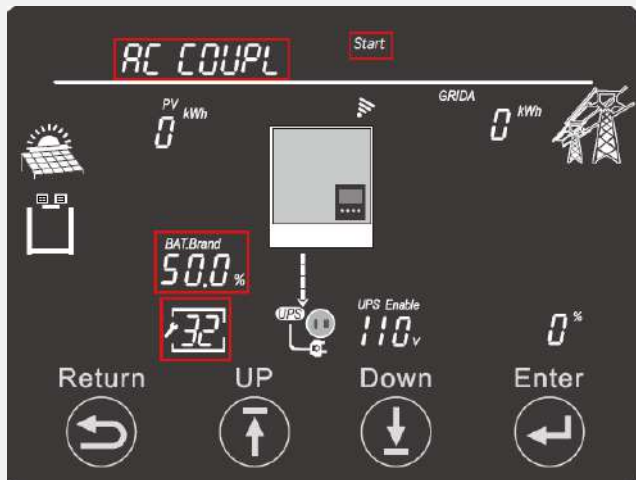 AC COUPL Start
PV
0 kWh
GRIDA
0 kWh
BAT.Brand
50.0 %
32
UPS
UPS Enable
110 v
0 %
Return UP Down Enter